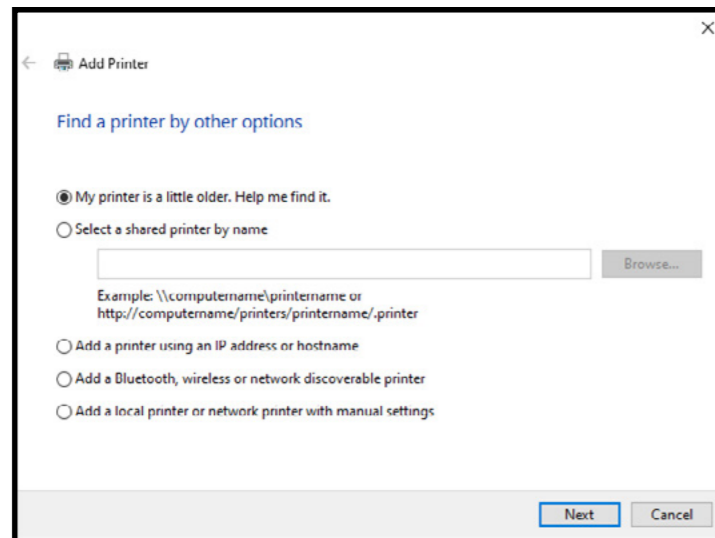 Add Printer
Find a printer by other options
My printer is a little older. Help me find it.
Select a shared printer by name
Browse...
Example: \\computername\printername or
http://computername/printers/printername/.printer
Add a printer using an IP address or hostname
Add a Bluetooth, wireless or network discoverable printer
Add a local printer or network printer with manual settings
Next Cancel